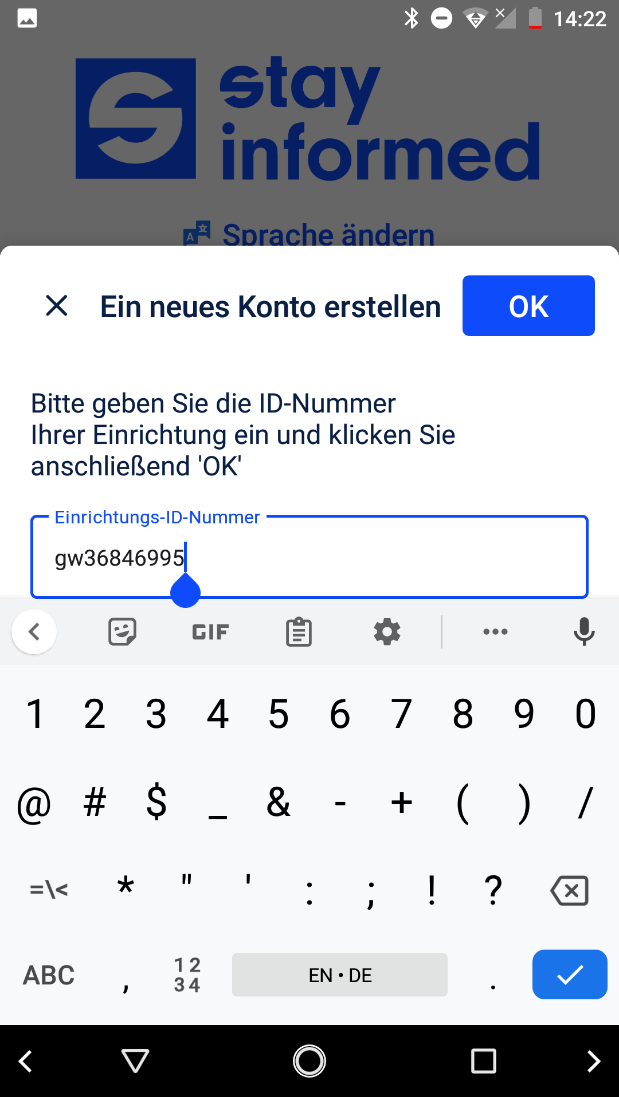 14:22
stay
informed
Sprache ändern
Ein neues Konto erstellen
OK
Bitte geben Sie die ID-Nummer
Ihrer Einrichtung ein und klicken Sie
anschließend 'OK'
Einrichtungs-ID-Nummer
gw36846995
GIF
1 2 3 4 5 6 7 8 9 0
@ # $ _ & - + ( ) /
=\< * " ' : ; ! ?
ABC , 12 34 EN • DE .